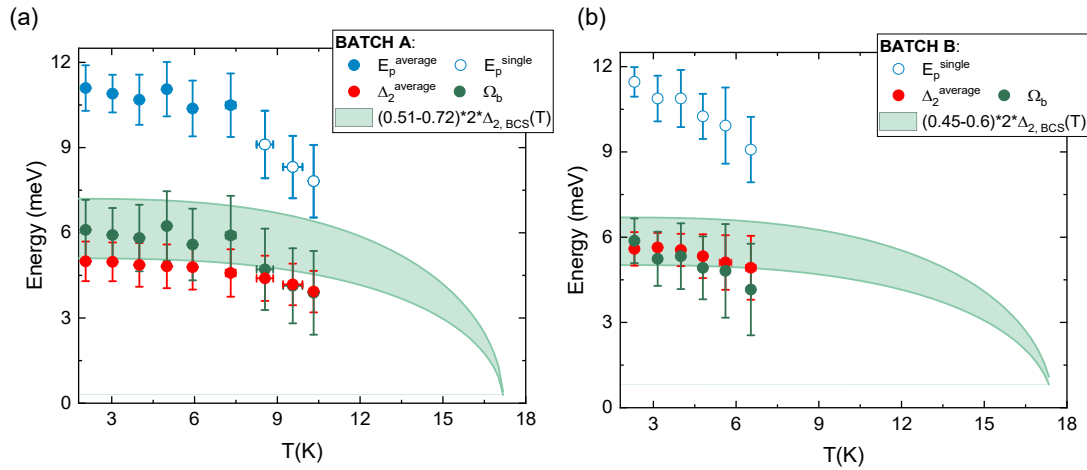 (a)
BATCH A:
E_p^average E_p^single
Δ_2^average Ω_b
(0.51-0.72)*2*Δ_2, BCS(T)
Energy (meV)
12
9
6
3
0
3 6 9 12 15 18
T(K)
(b)
BATCH B:
E_p^single
Δ_2^average Ω_b
(0.45-0.6)*2*Δ_2, BCS(T)
Energy (meV)
12
9
6
3
0
3 6 9 12 15 18
T(K)